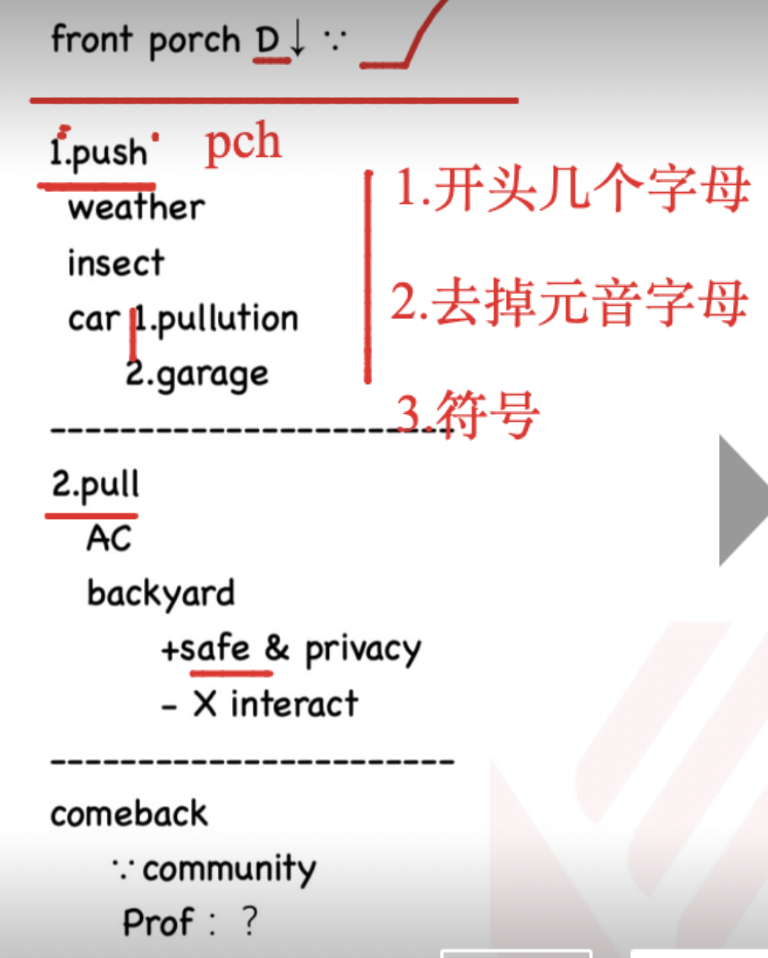 front porch D↓ ∵
1.push pch
weather
1.开头几个字母
insect
2.去掉元音字母
car 1.pullution
2.garage
3.符号
2.pull
AC
backyard
+safe & privacy
- X interact
comeback
∵community
Prof： ？